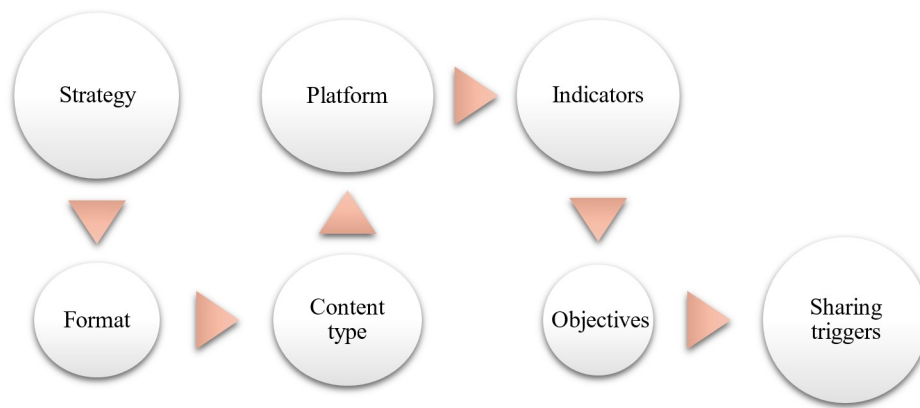 Strategy
Platform
Indicators
Format
Content
type
Objectives
Sharing
triggers